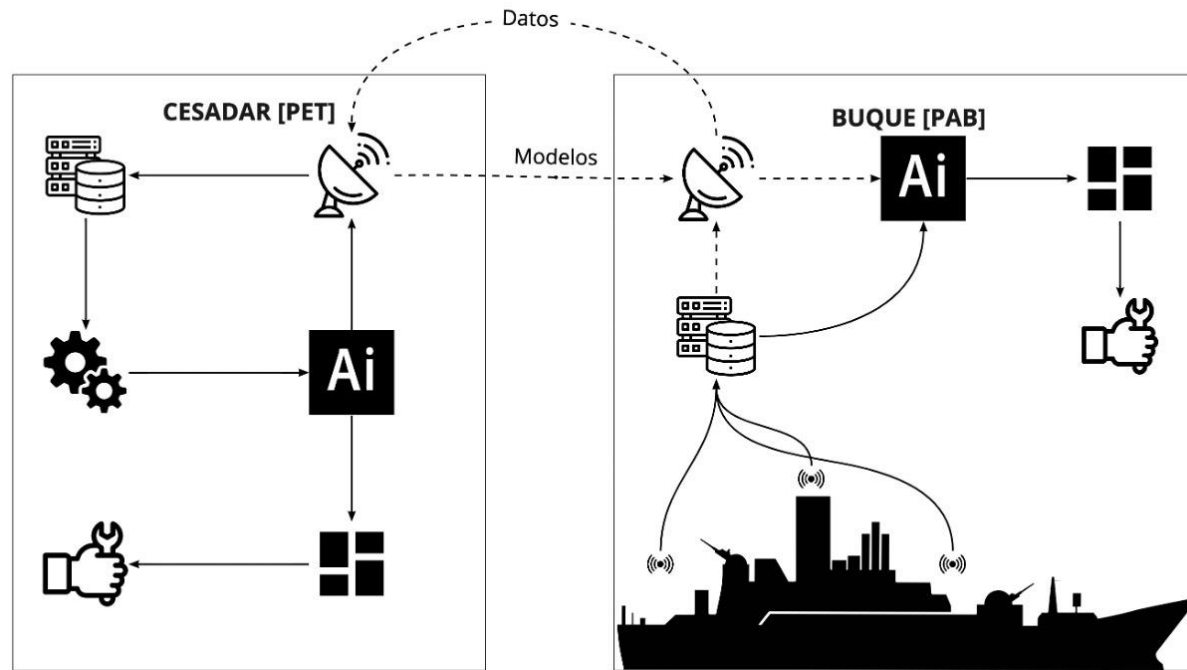 Datos
CESADAR [PET]
BUQUE [PAB]
Modelos
Ai
Ai